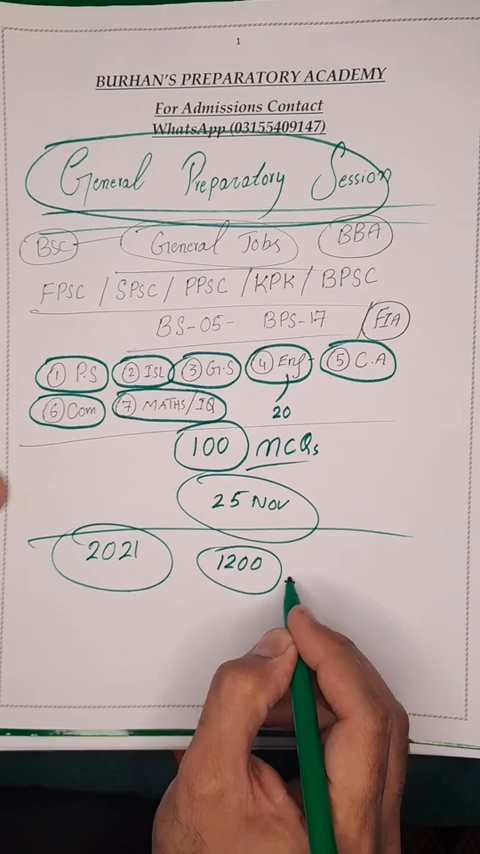 1
BURHAN'S PREPARATORY ACADEMY
For Admissions Contact
WhatsApp (03155409147)
General Preparatory Session
BSC General Jobs BBA
FPSC / SPSC / PPSC / KPK / BPSC
BS-05- BPS-17 FIA
① P.S ② ISL ③ G.S ④ Eng ⑤ C.A
20
⑥ Com ⑦ MATHS/IQ
100 MCQs
25 Nov
2021 1200